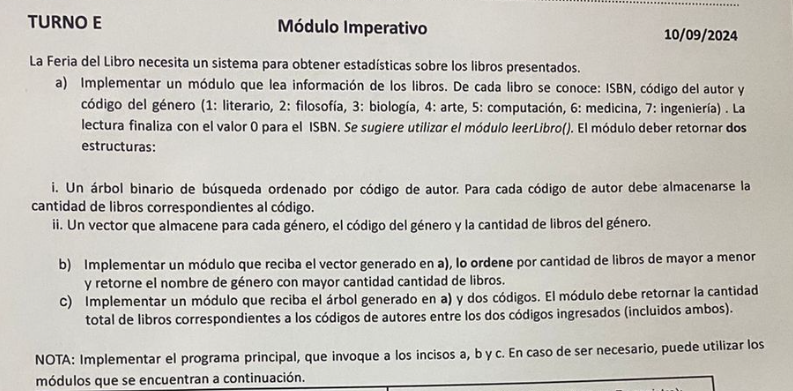 TURNO E
Módulo Imperativo
10/09/2024
La Feria del Libro necesita un sistema para obtener estadísticas sobre los libros presentados.
a) Implementar un módulo que lea información de los libros. De cada libro se conoce: ISBN, código del autor y
código del género (1: literario, 2: filosofía, 3: biología, 4: arte, 5: computación, 6: medicina, 7: ingeniería) . La
lectura finaliza con el valor 0 para el ISBN. Se sugiere utilizar el módulo leerLibro(). El módulo deber retornar dos
estructuras:
i. Un árbol binario de búsqueda ordenado por código de autor. Para cada código de autor debe almacenarse la
cantidad de libros correspondientes al código.
ii. Un vector que almacene para cada género, el código del género y la cantidad de libros del género.
b) Implementar un módulo que reciba el vector generado en a), lo ordene por cantidad de libros de mayor a menor
y retorne el nombre de género con mayor cantidad cantidad de libros.
c) Implementar un módulo que reciba el árbol generado en a) y dos códigos. El módulo debe retornar la cantidad
total de libros correspondientes a los códigos de autores entre los dos códigos ingresados (incluidos ambos).
NOTA: Implementar el programa principal, que invoque a los incisos a, b y c. En caso de ser necesario, puede utilizar los
módulos que se encuentran a continuación.